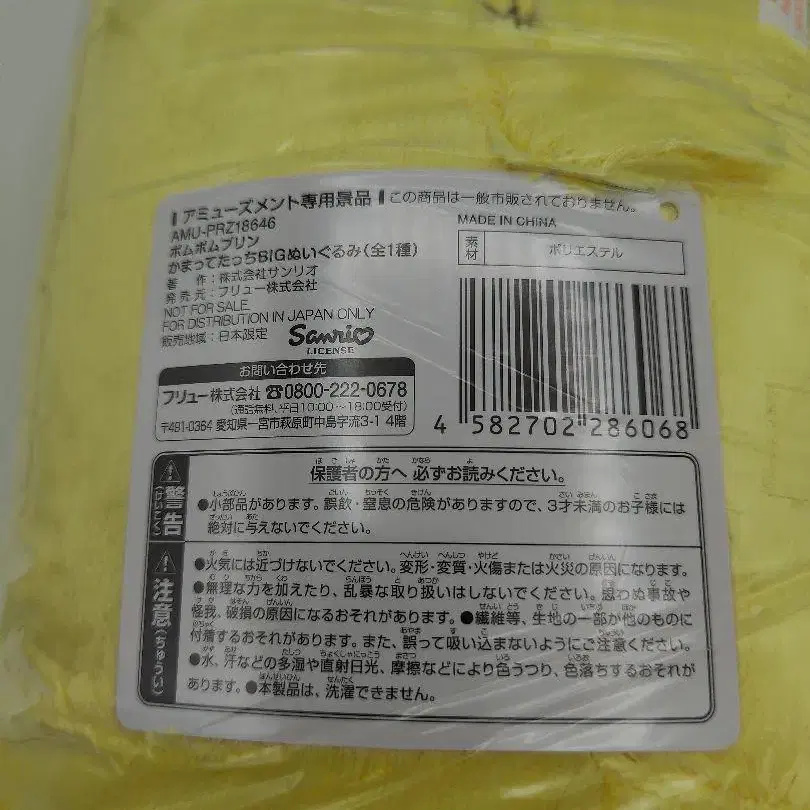 アミューズメント専用景品 この商品は一般市販されておりません。
AMU-PRZ18646
ポムポムプリン
かまってたっちBIGぬいぐるみ(全1種)
著 作:株式会社サンリオ
発売元:フリュー株式会社
NOT FOR SALE
FOR DISTRIBUTION IN JAPAN ONLY
販売地域:日本限定
Sanrio
LICENSE
MADE IN CHINA
素材 ポリエステル
お問い合わせ先
フリュー株式会社 ☎0800-222-0678
(通話無料、平日10:00~18:00受付)
〒491-0364 愛知県一宮市萩原町中島字流3-1 4階
4 582702 286068
警告(けいこく)
保護者の方へ 必ずお読みください。
●小部品があります。誤飲・窒息の危険がありますので、3才未満のお子様には
絶対に与えないでください。
注意(ちゅうい)
●火気には近づけないでください。変形・変質・火傷または火災の原因になります。
●無理な力を加えたり、乱暴な取り扱いはしないでください。思わぬ事故や
怪我、破損の原因になるおそれがあります。●繊維等、生地の一部が他のものに
付着するおそれがあります。また、誤って吸い込まないようにご注意ください。
●水、汗などの多湿や直射日光、摩擦などにより色うつり、色落ちするおそれが
あります。●本製品は、洗濯できません。